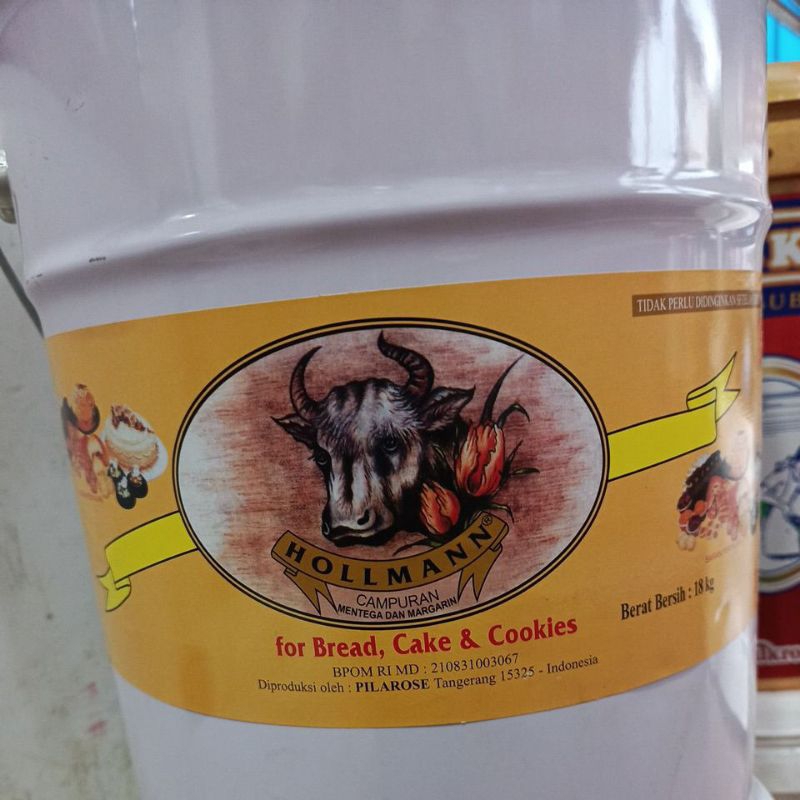 TIDAK PERLU DIDINGINKAN
HOLLMANN®
CAMPURAN
MENTEGA DAN MARGARIN
for Bread, Cake & Cookies
Berat Bersih : 18 kg
BPOM RI MD : 210831003067
Diproduksi oleh : PILAROSE Tangerang 15325 - Indonesia